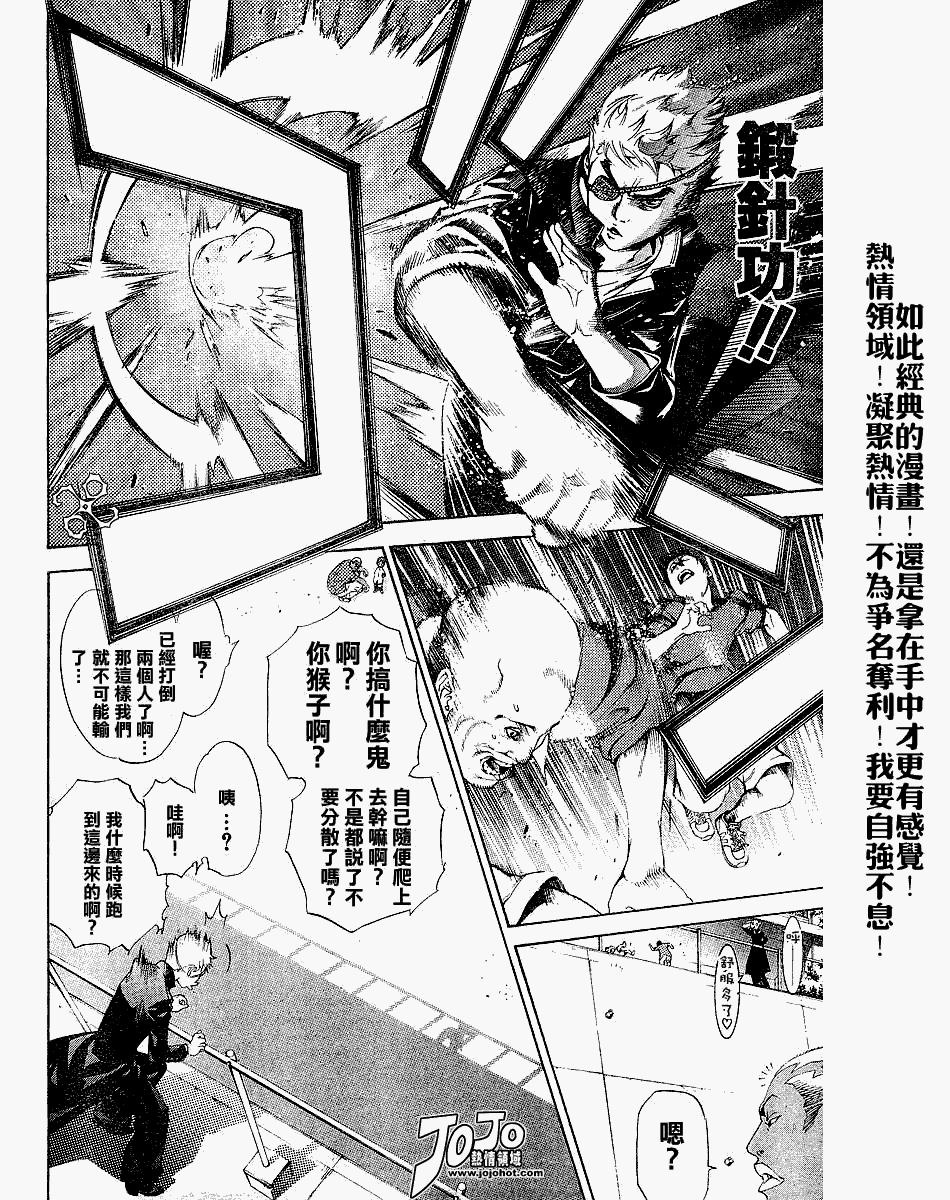 鍛針功!!
呼
舒服多了♡
嗯?
你搞什麼鬼
啊?
你猴子啊?
自己隨便爬上
去幹嘛啊?
不是都説了不
要分散了嗎?
喔?
已經打倒
兩個人了啊…
那這樣我們
就不可能輸
了…
咦
…?
哇啊!
我什麼時候跑
到這邊來的啊?
如此經典的漫畫!還是拿在手中才更有感覺!
熱情領域!凝聚熱情!不為爭名奪利!我要自強不息!
JOJO
熱情領域
www.jojohot.com